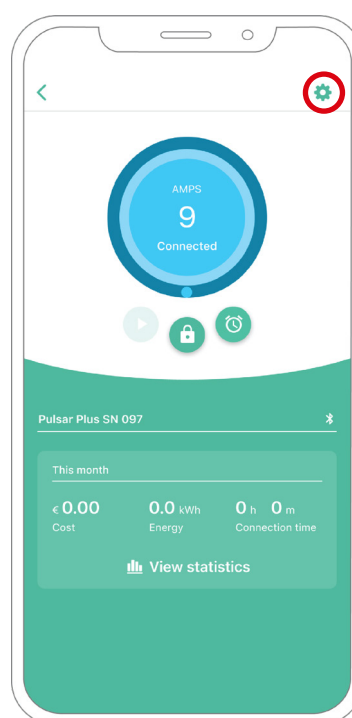 AMPS
9
Connected
Pulsar Plus SN 097
This month
€ 0.00 0.0 kWh 0 h 0 m
Cost Energy Connection time
View statistics